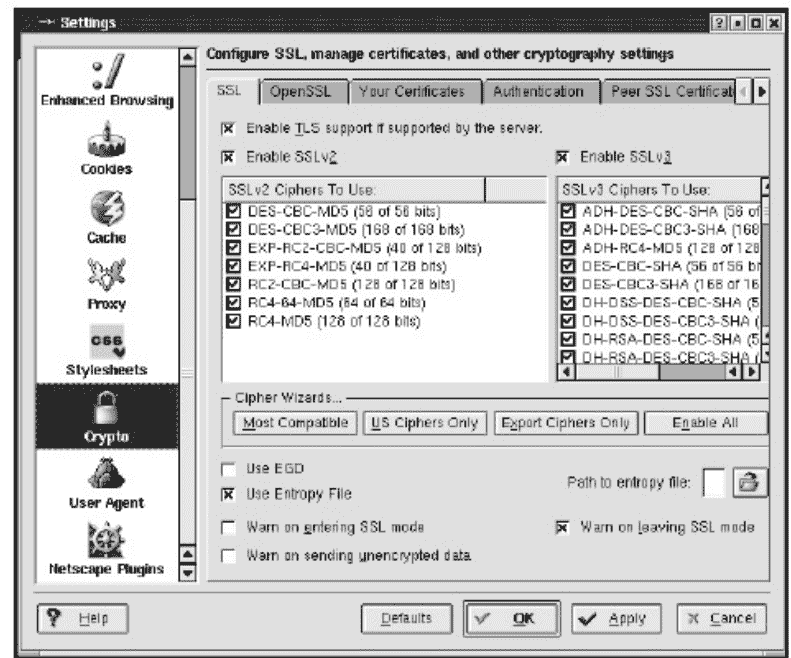 Settings
Configure SSL, manage certificates, and other cryptography settings
Enhanced Browsing
Cookies
Cache
Proxy
CSS
Stylesheets
Crypto
User Agent
Netscape Plugins
SSL
OpenSSL
Your Certificates
Authentication
Peer SSL Certificat
Enable TLS support if supported by the server.
Enable SSLv2
Enable SSLv3
SSLv2 Ciphers To Use:
DES-CBC-MD5 (56 of 56 bits)
DES-CBC3-MD5 (168 of 168 bits)
EXP-RC2-CBC-MD5 (40 of 128 bits)
EXP-RC4-MD5 (40 of 128 bits)
RC2-CBC-MD5 (128 of 128 bits)
RC4-64-MD5 (64 of 64 bits)
RC4-MD5 (128 of 128 bits)
SSLv3 Ciphers To Use:
ADH-DES-CBC-SHA (56 of
ADH-DES-CBC3-SHA (168
ADH-RC4-MD5 (128 of 128
DES-CBC-SHA (56 of 56 bi
DES-CBC3-SHA (168 of 16
DH-DSS-DES-CBC-SHA (5
DH-DSS-DES-CBC3-SHA (
DH-RSA-DES-CBC-SHA (5
DH-RSA-DES-CBC3-SHA (
Cipher Wizards...
Most Compatible
US Ciphers Only
Export Ciphers Only
Enable All
Use EGD
Use Entropy File
Path to entropy file:
Warn on entering SSL mode
Warn on leaving SSL mode
Warn on sending unencrypted data
Help
Defaults
OK
Apply
Cancel